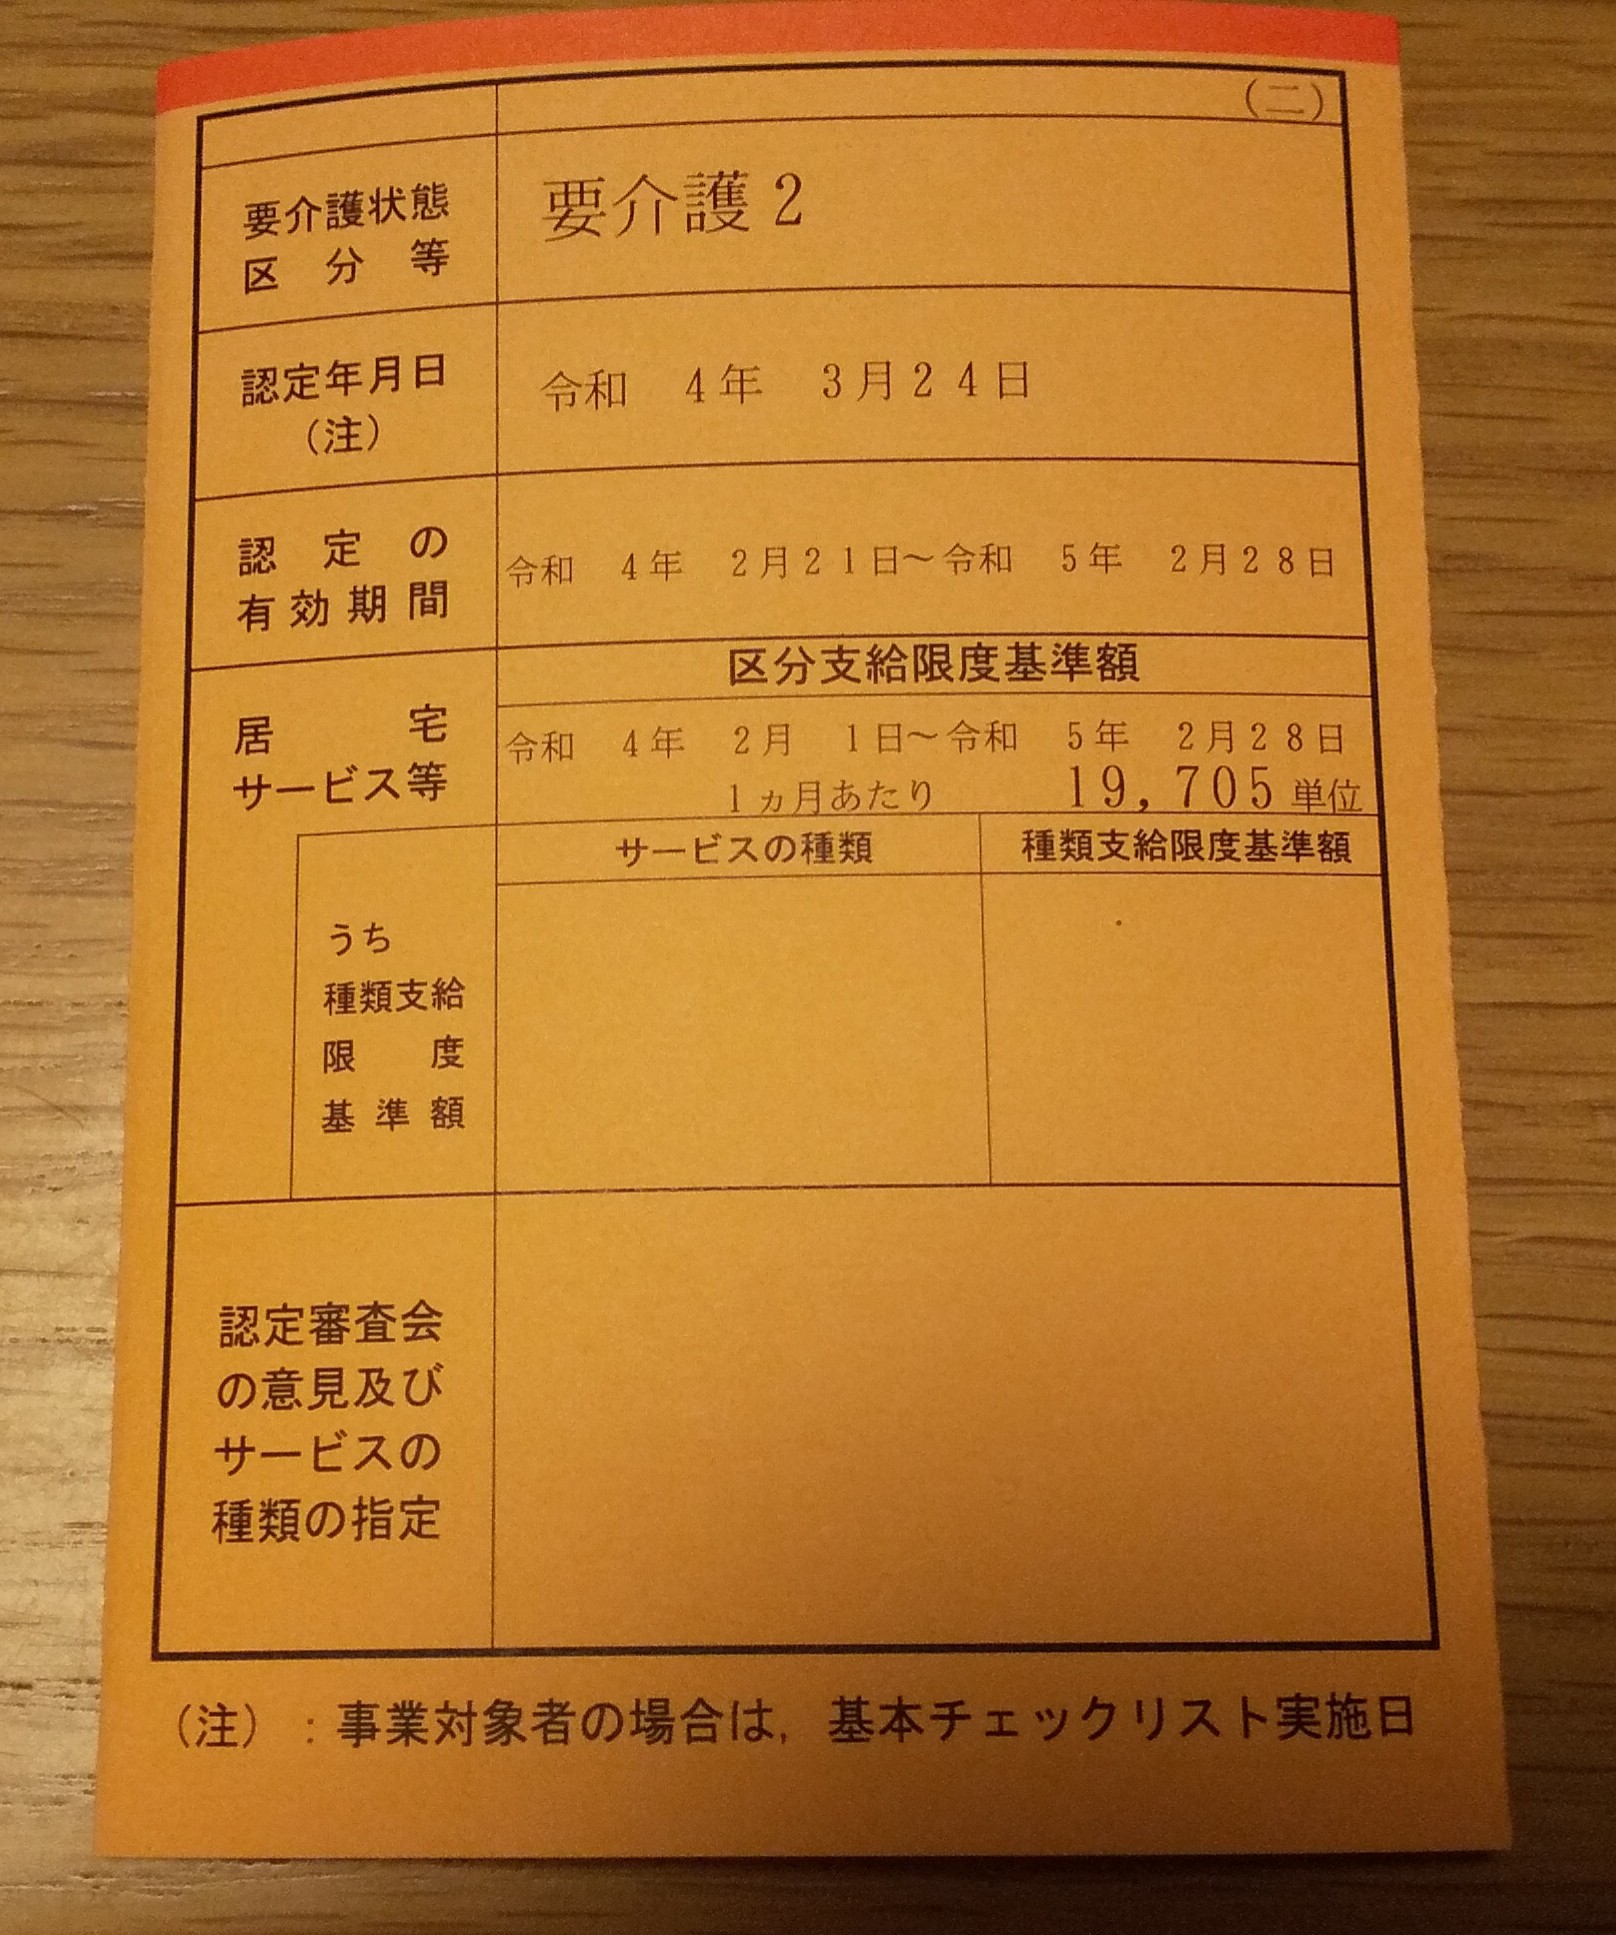 (二)
要介護状態
区分等
要介護2
認定年月日
(注)
令和 4年 3月24日
認定の
有効期間
令和 4年 2月21日~令和 5年 2月28日
居宅
サービス等
区分支給限度基準額
令和 4年 2月 1日~令和 5年 2月28日
1ヵ月あたり 19,705単位
うち
種類支給
限度
基準額
サービスの種類
種類支給限度基準額
認定審査会
の意見及び
サービスの
種類の指定
(注):事業対象者の場合は,基本チェックリスト実施日